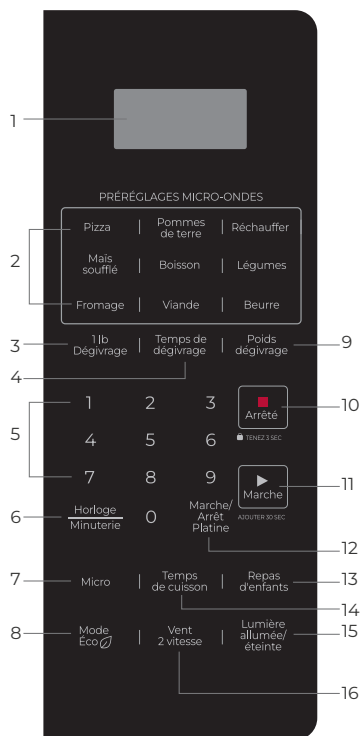 1
PRÉRÉGLAGES MICRO-ONDES
Pizza
Pommes
de terre
Réchauffer
2
Maïs
soufflé
Boisson
Légumes
Fromage
Viande
Beurre
3
1 lb
Dégivrage
Temps de
dégivrage
Poids
dégivrage
9
4
5
1 2 3
Arrêté
10
TENEZ 3 SEC
4 5 6
7 8 9
Marche
11
AJOUTER 30 SEC
6
Horloge
Minuterie
0
Marche/
Arrêt
Platine
12
7
Micro
Temps
de cuisson
Repas
d'enfants
13
14
8
Mode
Éco
Vent
2 vitesse
Lumière
allumée/
éteinte
15
16